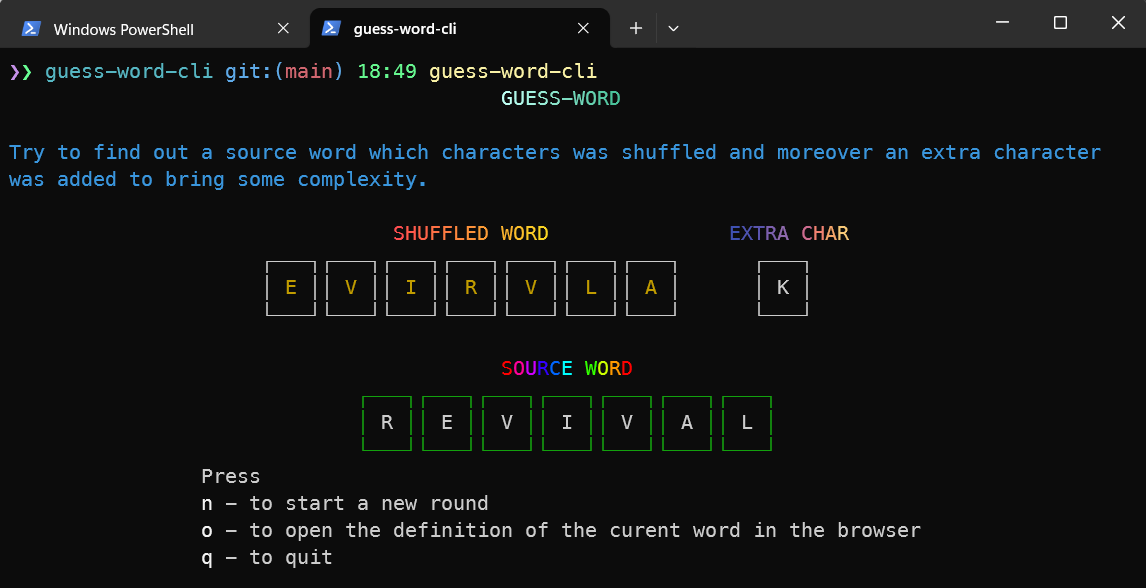 Windows PowerShell guess-word-cli
❯❯ guess-word-cli git:(main) 18:49 guess-word-cli
GUESS-WORD
Try to find out a source word which characters was shuffled and moreover an extra character
was added to bring some complexity.
SHUFFLED WORD EXTRA CHAR
E V I R V L A K
SOURCE WORD
R E V I V A L
Press
n - to start a new round
o - to open the definition of the curent word in the browser
q - to quit